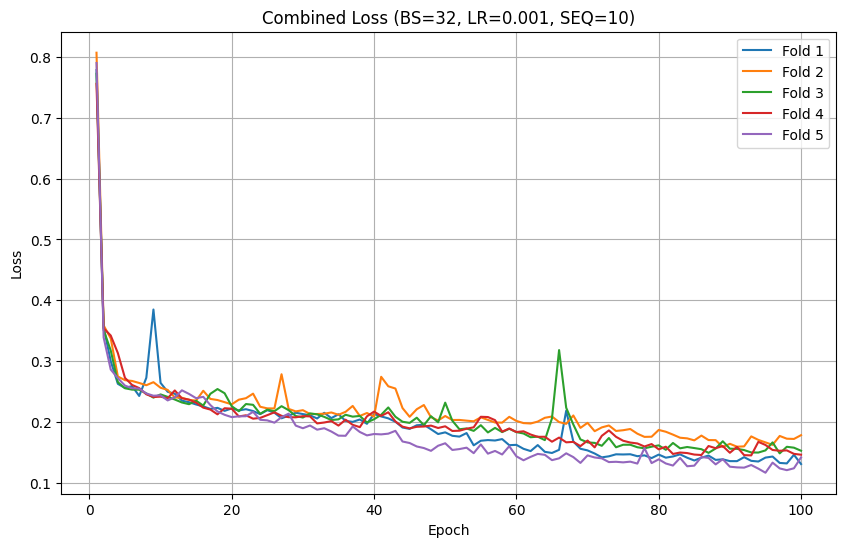 Combined Loss (BS=32, LR=0.001, SEQ=10)
0.8
0.7
0.6
0.5
0.4
0.3
0.2
0.1
Loss
0
20
40
60
80
100
Epoch
Fold 1
Fold 2
Fold 3
Fold 4
Fold 5